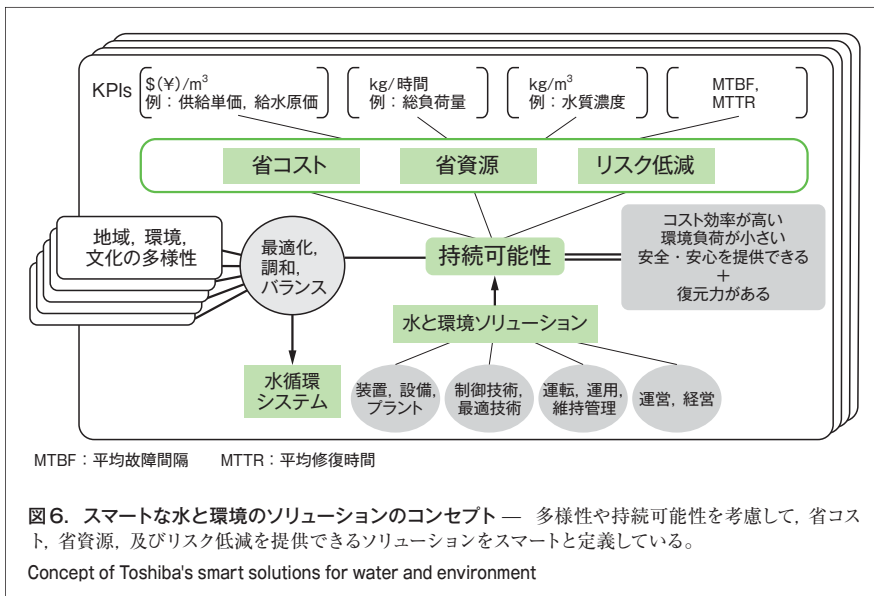 KPIs
$(¥)/m³
例：供給単価, 給水原価
kg/時間
例：総負荷量
kg/m³
例：水質濃度
MTBF,
MTTR
省コスト
省資源
リスク低減
地域, 環境,
文化の多様性
最適化,
調和,
バランス
持続可能性
コスト効率が高い
環境負荷が小さい
安全・安心を提供できる
+
復元力がある
水と環境ソリューション
水循環
システム
装置, 設備,
プラント
制御技術,
最適技術
運転, 運用,
維持管理
運営, 経営
MTBF：平均故障間隔 MTTR：平均修復時間
図6. スマートな水と環境のソリューションのコンセプト — 多様性や持続可能性を考慮して, 省コス
ト, 省資源, 及びリスク低減を提供できるソリューションをスマートと定義している。
Concept of Toshiba's smart solutions for water and environment